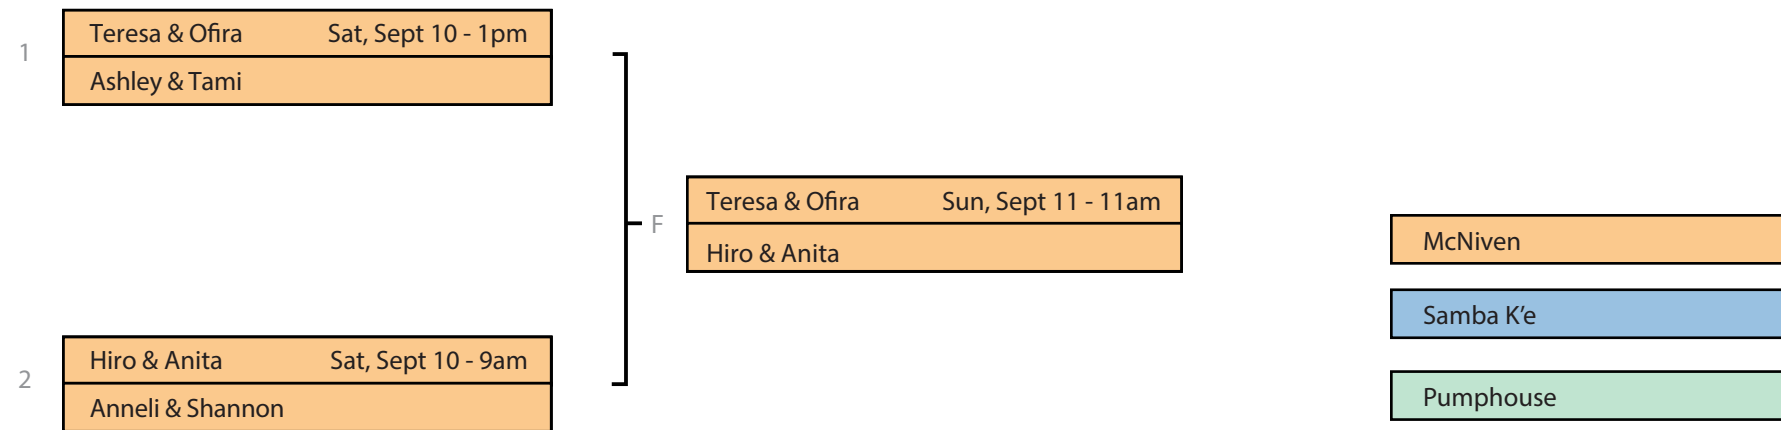 1
Teresa & Ofira Sat, Sept 10 - 1pm
Ashley & Tami
F
Teresa & Ofira Sun, Sept 11 - 11am
Hiro & Anita
2
Hiro & Anita Sat, Sept 10 - 9am
Anneli & Shannon
McNiven
Samba K’e
Pumphouse